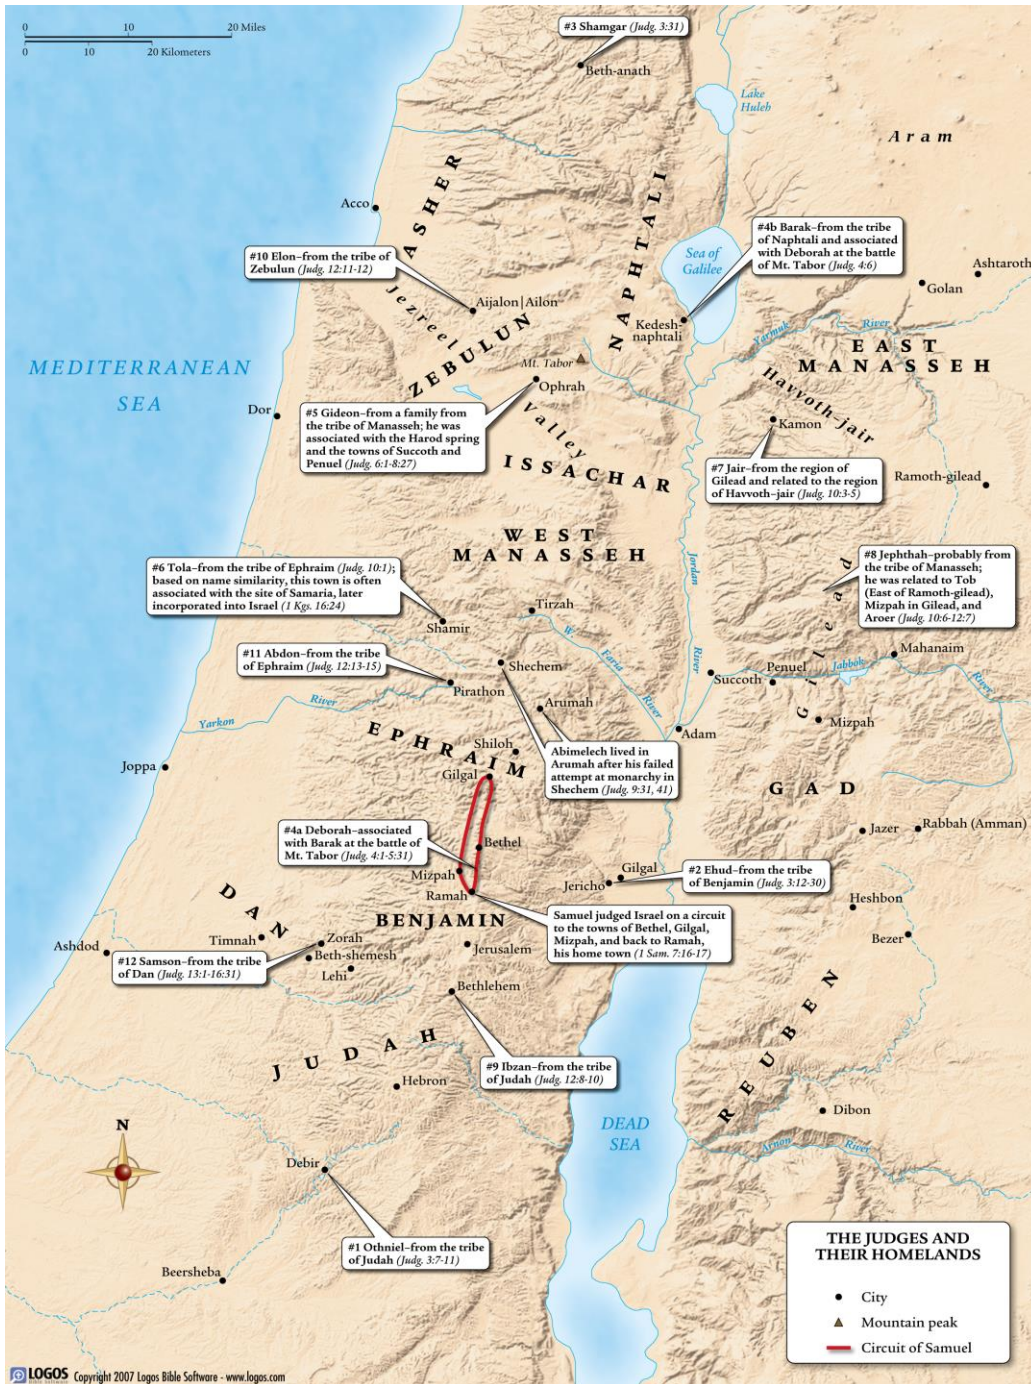 0 10 20 Miles
0 10 20 Kilometers
#3 Shamgar (Judg. 3:31)
Beth-anath
Lake
Huleh
Aram
ASHER
NAPHTALI
Acco
#10 Elon–from the tribe of
Zebulun (Judg. 12:11-12)
#4b Barak–from the tribe
of Naphtali and associated
with Deborah at the battle
of Mt. Tabor (Judg. 4:6)
Sea of
Galilee
Ashtaroth
Golan
Aijalon|Ailon
Jezreel
Kedesh-
naphtali
Yarmuk River
ZEBULUN
EAST
MANASSEH
MEDITERRANEAN
SEA
Mt. Tabor
Ophrah
Havvoth-jair
Dor
#5 Gideon–from a family from
the tribe of Manasseh; he was
associated with the Harod spring
and the towns of Succoth and
Penuel (Judg. 6:1-8:27)
Valley
Kamon
ISSACHAR
#7 Jair–from the region of
Gilead and related to the region
of Havvoth–jair (Judg. 10:3-5)
Ramoth-gilead
WEST
MANASSEH
#6 Tola–from the tribe of Ephraim (Judg. 10:1);
based on name similarity, this town is often
associated with the site of Samaria, later
incorporated into Israel (1 Kgs. 16:24)
Jordan
River
#8 Jephthah–probably from
the tribe of Manasseh;
he was related to Tob
(East of Ramoth-gilead),
Mizpah in Gilead, and
Aroer (Judg. 10:6-12:7)
Gilead
Tirzah
Shamir
W. Faria River
#11 Abdon–from the tribe
of Ephraim (Judg. 12:13-15)
Shechem
Mahanaim
Penuel
Jabbok
River
Succoth
Pirathon
Yarkon River
Arumah
Mizpah
Adam
EPHRAIM
Shiloh
Abimelech lived in
Arumah after his failed
attempt at monarchy in
Shechem (Judg. 9:31, 41)
Joppa
Gilgal
GAD
#4a Deborah–associated
with Barak at the battle of
Mt. Tabor (Judg. 4:1-5:31)
Bethel
Jazer
Rabbah (Amman)
Mizpah
Gilgal
Jericho
#2 Ehud–from the tribe
of Benjamin (Judg. 3:12-30)
Ramah
Heshbon
DAN
BENJAMIN
Samuel judged Israel on a circuit
to the towns of Bethel, Gilgal,
Mizpah, and back to Ramah,
his home town (1 Sam. 7:16-17)
Timnah
Zorah
Bezer
Ashdod
Jerusalem
#12 Samson–from the tribe
of Dan (Judg. 13:1-16:31)
Beth-shemesh
Lehi
Bethlehem
REUBEN
JUDAH
#9 Ibzan–from the tribe
of Judah (Judg. 12:8-10)
Hebron
Dibon
N
DEAD
SEA
Arnon River
Debir
#1 Othniel–from the tribe
of Judah (Judg. 3:7-11)
Beersheba
THE JUDGES AND
THEIR HOMELANDS
City
Mountain peak
Circuit of Samuel
LOGOS Copyright 2007 Logos Bible Software - www.logos.com